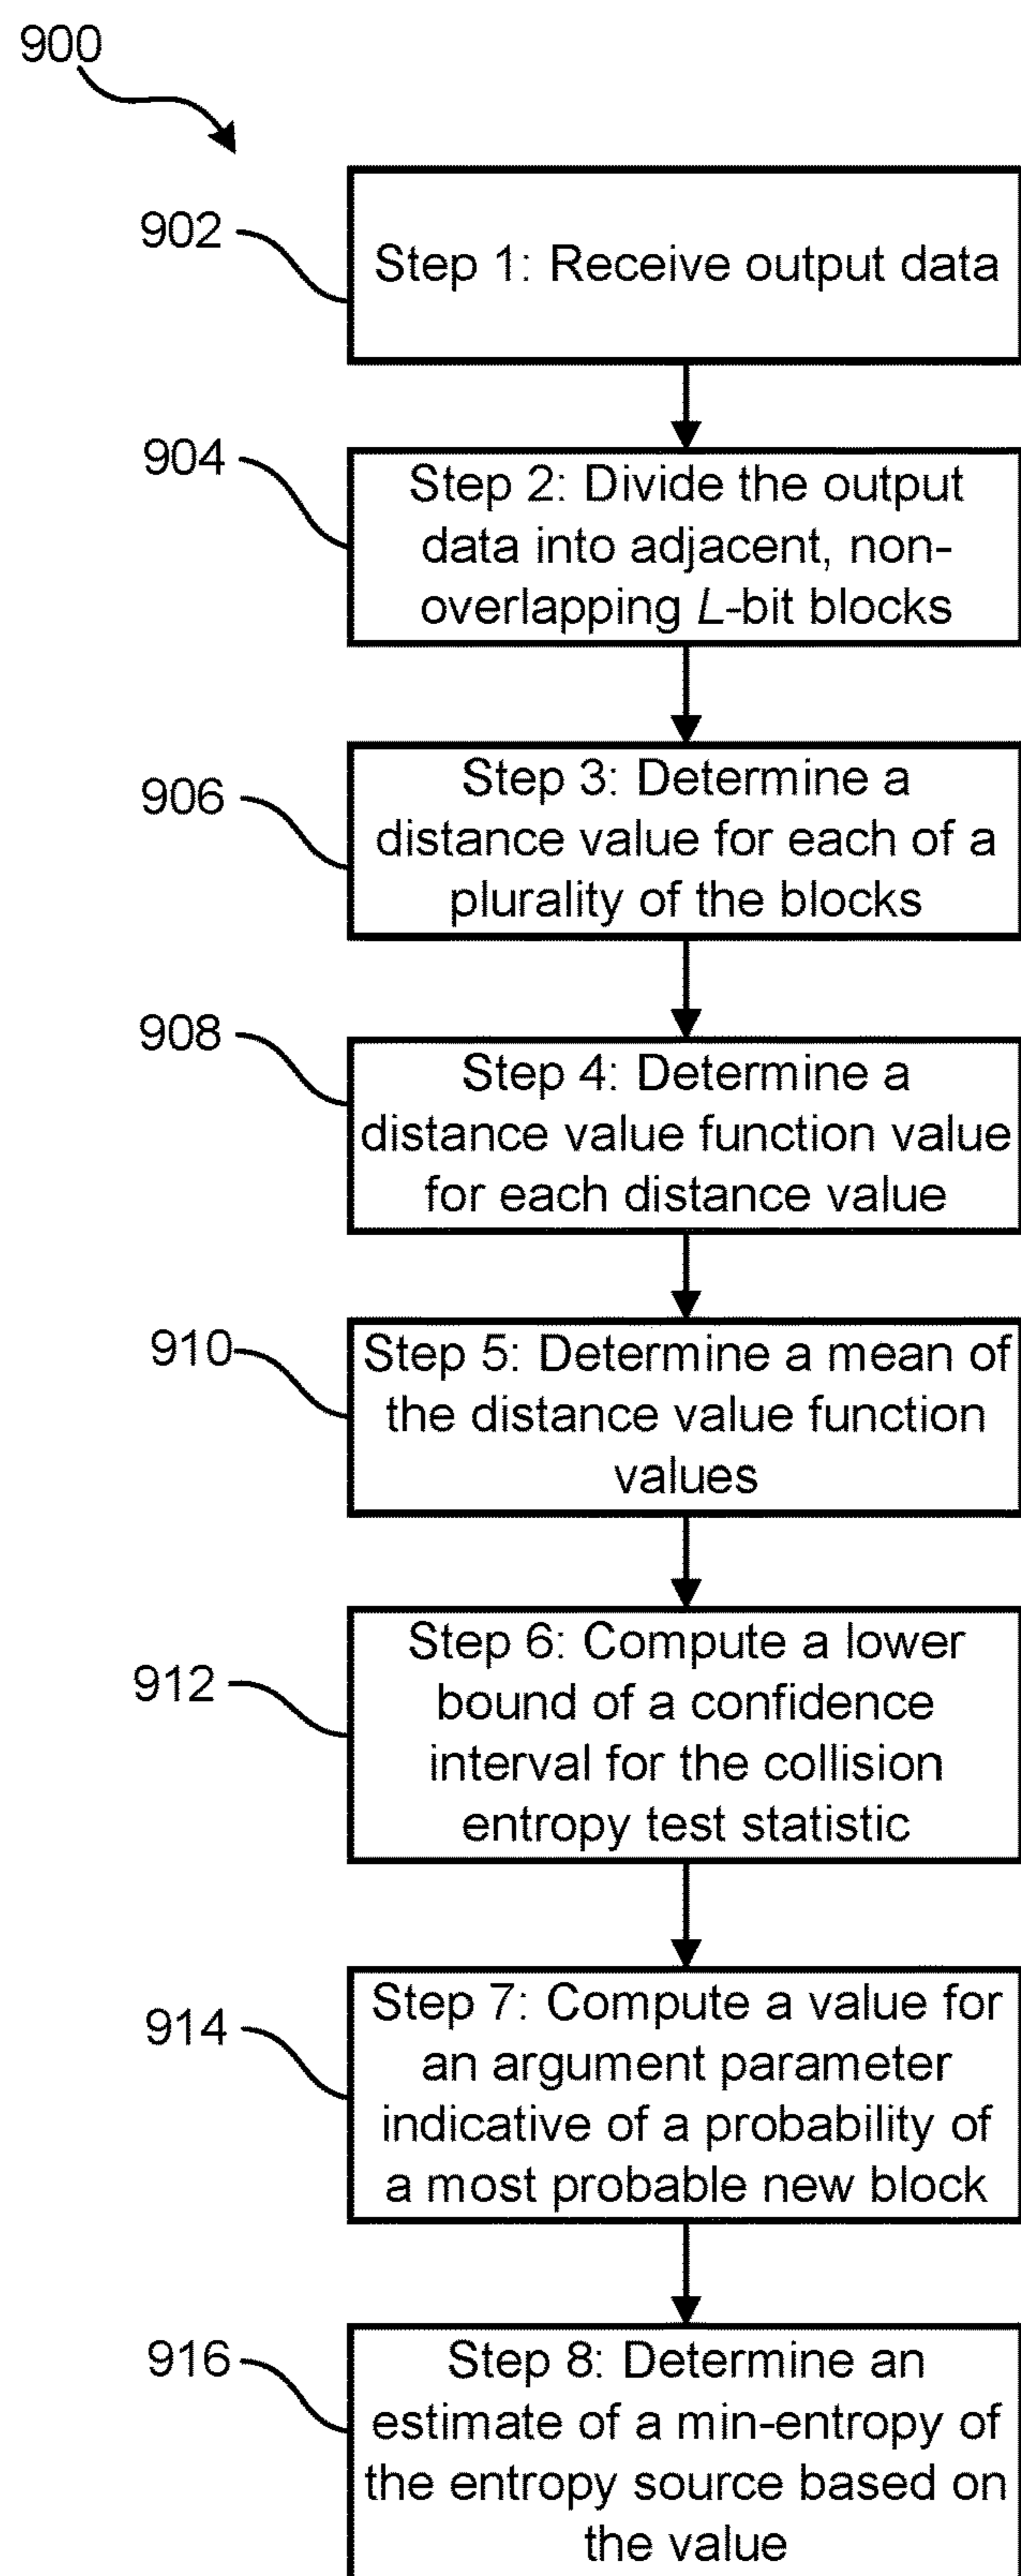 900
902
Step 1: Receive output data
904
Step 2: Divide the output
data into adjacent, non-
overlapping L-bit blocks
906
Step 3: Determine a
distance value for each of a
plurality of the blocks
908
Step 4: Determine a
distance value function value
for each distance value
910
Step 5: Determine a mean of
the distance value function
values
912
Step 6: Compute a lower
bound of a confidence
interval for the collision
entropy test statistic
914
Step 7: Compute a value for
an argument parameter
indicative of a probability of
a most probable new block
916
Step 8: Determine an
estimate of a min-entropy of
the entropy source based on
the value